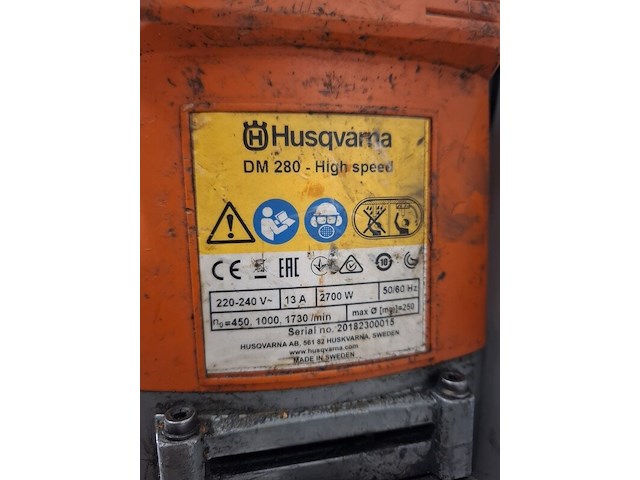 Husqvarna
DM 280 - High speed
CE EAC 10
220-240 V~ 13 A 2700 W 50/60 Hz
n₀=450, 1000, 1730 /min max Ø [mm]=250
Serial no. 20182300015
HUSQVARNA AB, 561 82 HUSKVARNA, SWEDEN
www.husqvarna.com
MADE IN SWEDEN